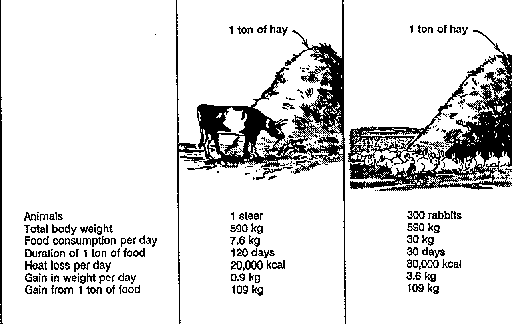 1 ton of hay
1 ton of hay
Animals 1 steer 300 rabbits
Total body weight 590 kg 590 kg
Food consumption per day 7.6 kg 30 kg
Duration of 1 ton of food 120 days 30 days
Heat loss per day 20,000 kcal 80,000 kcal
Gain in weight per day 0.9 kg 3.6 kg
Gain from 1 ton of food 109 kg 109 kg